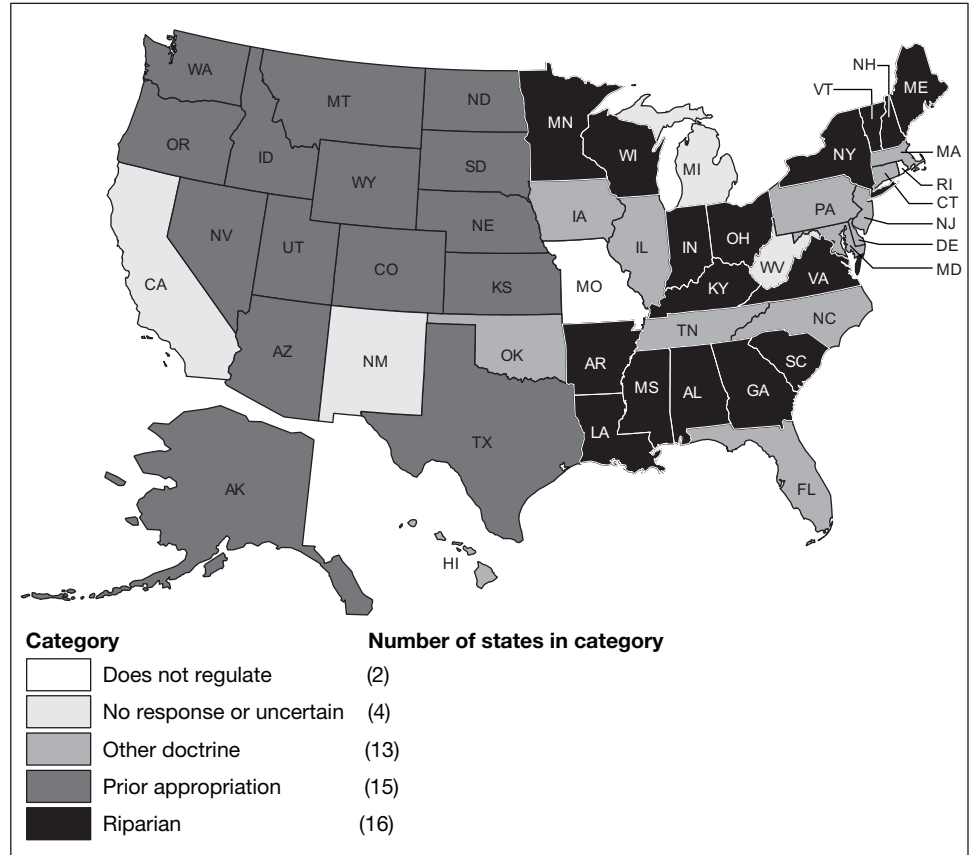 NH
ME
VT
WA
MT
ND
MN
OR
ID
SD
WI
NY
MA
MI
WY
RI
CT
IA
PA
NE
NJ
NV
OH
IL
IN
UT
DE
CO
WV
MD
CA
VA
KS
MO
KY
NC
TN
AZ
OK
NM
AR
SC
MS
AL
GA
LA
TX
AK
FL
HI
Category Number of states in category
Does not regulate (2)
No response or uncertain (4)
Other doctrine (13)
Prior appropriation (15)
Riparian (16)